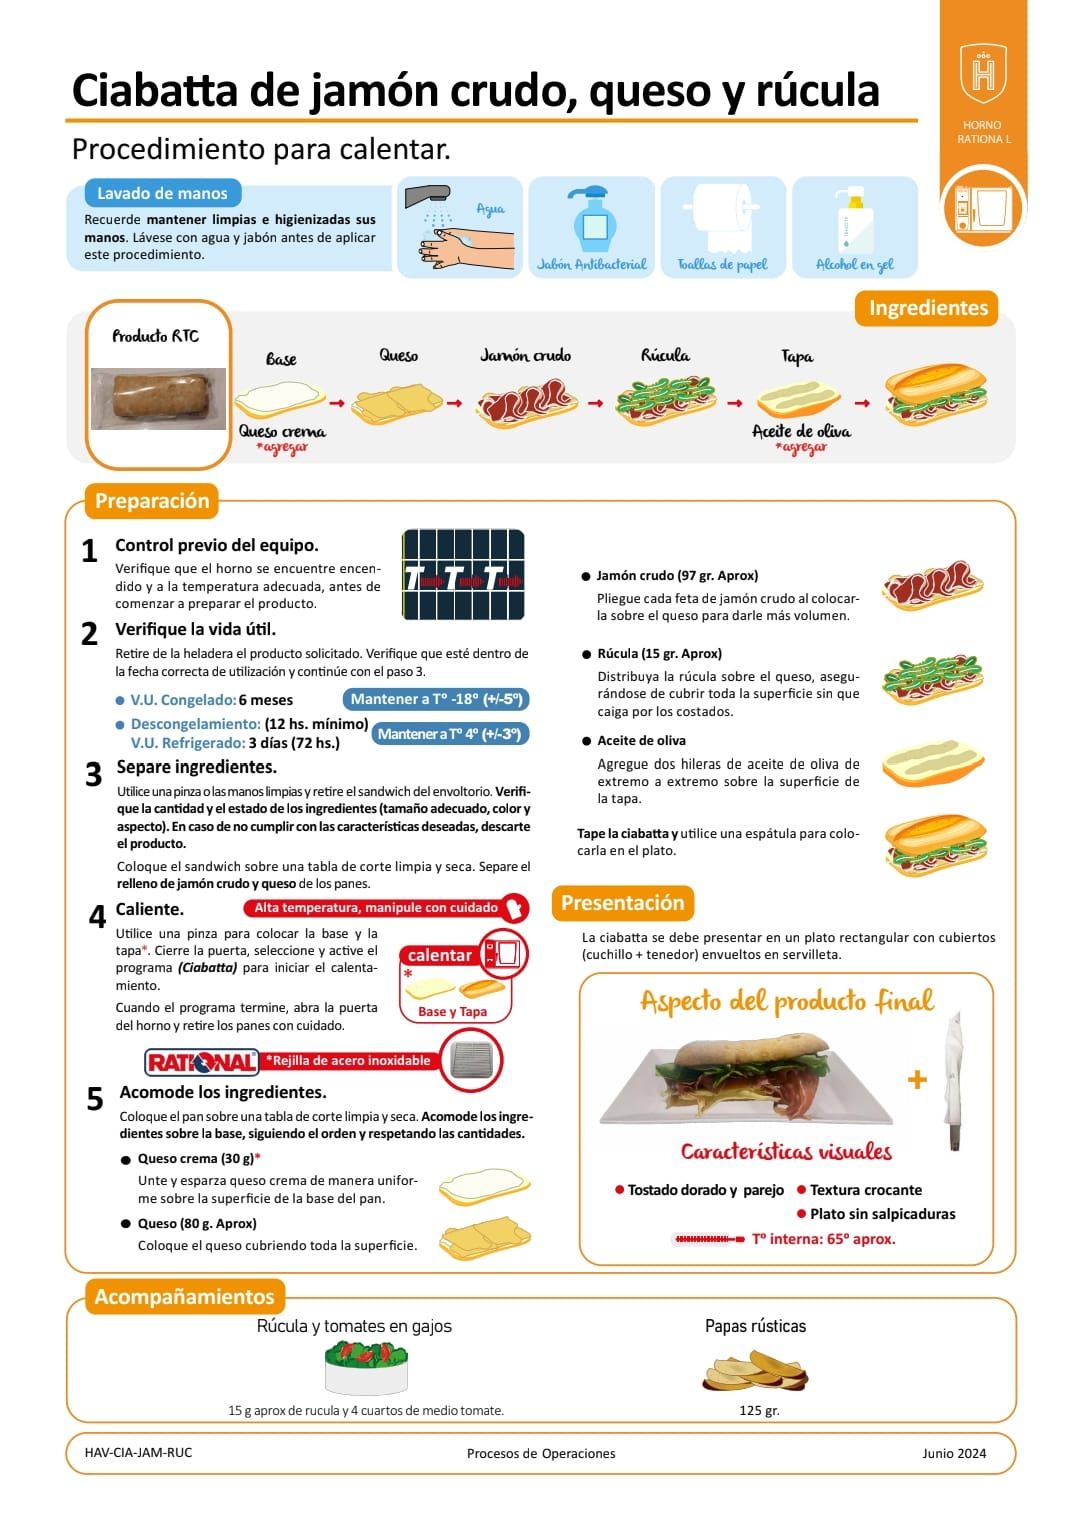 Ciabatta de jamón crudo, queso y rúcula
Procedimiento para calentar.
HORNO
RATIONA L
Lavado de manos
Recuerde mantener limpias e higienizadas sus
manos. Lávese con agua y jabón antes de aplicar
este procedimiento.
Agua
Jabón Antibacterial
Toallas de papel
Alcohol en gel
Ingredientes
Producto RTC
Base
Queso crema
*agregar
Queso
Jamón crudo
Rúcula
Tapa
Aceite de oliva
*agregar
Preparación
1 Control previo del equipo.
Verifique que el horno se encuentre encen-
dido y a la temperatura adecuada, antes de
comenzar a preparar el producto.
T T T
2 Verifique la vida útil.
Retire de la heladera el producto solicitado. Verifique que esté dentro de
la fecha correcta de utilización y continúe con el paso 3.
V.U. Congelado: 6 meses
Mantener a Tº -18º (+/-5º)
Descongelamiento: (12 hs. mínimo)
V.U. Refrigerado: 3 días (72 hs.)
Mantener a Tº 4º (+/-3º)
3 Separe ingredientes.
Utilice una pinza o las manos limpias y retire el sandwich del envoltorio. Verifi-
que la cantidad y el estado de los ingredientes (tamaño adecuado, color y
aspecto). En caso de no cumplir con las características deseadas, descarte
el producto.
Coloque el sandwich sobre una tabla de corte limpia y seca. Separe el
relleno de jamón crudo y queso de los panes.
4 Caliente.
Alta temperatura, manipule con cuidado
Utilice una pinza para colocar la base y la
tapa*. Cierre la puerta, seleccione y active el
programa (Ciabatta) para iniciar el calenta-
miento.
Cuando el programa termine, abra la puerta
del horno y retire los panes con cuidado.
calentar
*
Base y Tapa
RATIONAL
*Rejilla de acero inoxidable
5 Acomode los ingredientes.
Coloque el pan sobre una tabla de corte limpia y seca. Acomode los ingre-
dientes sobre la base, siguiendo el orden y respetando las cantidades.
Queso crema (30 g)*
Unte y esparza queso crema de manera unifor-
me sobre la superficie de la base del pan.
Queso (80 g. Aprox)
Coloque el queso cubriendo toda la superficie.
Jamón crudo (97 gr. Aprox)
Pliegue cada feta de jamón crudo al colocar-
la sobre el queso para darle más volumen.
Rúcula (15 gr. Aprox)
Distribuya la rúcula sobre el queso, asegu-
rándose de cubrir toda la superficie sin que
caiga por los costados.
Aceite de oliva
Agregue dos hileras de aceite de oliva de
extremo a extremo sobre la superficie de
la tapa.
Tape la ciabatta y utilice una espátula para colo-
carla en el plato.
Presentación
La ciabatta se debe presentar en un plato rectangular con cubiertos
(cuchillo + tenedor) envueltos en servilleta.
Aspecto del producto final
+
Características visuales
Tostado dorado y parejo
Textura crocante
Plato sin salpicaduras
Tº interna: 65º aprox.
Acompañamientos
Rúcula y tomates en gajos
15 g aprox de rucula y 4 cuartos de medio tomate.
Papas rústicas
125 gr.
HAV-CIA-JAM-RUC
Procesos de Operaciones
Junio 2024